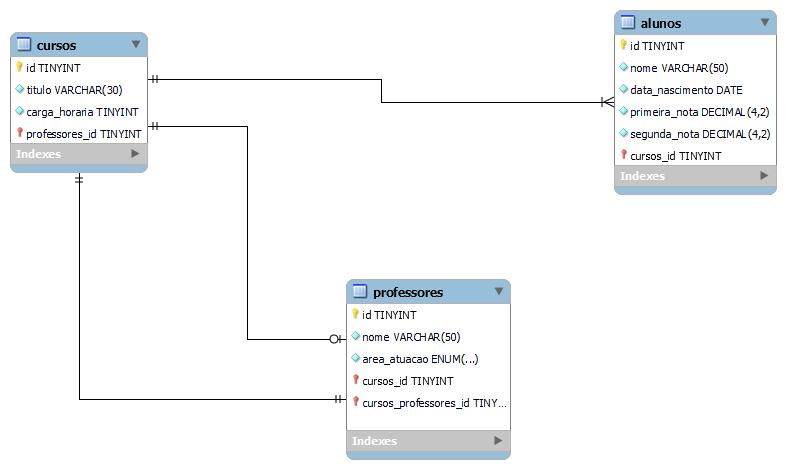 cursos
id TINYINT
titulo VARCHAR(30)
carga_horaria TINYINT
professores_id TINYINT
Indexes
alunos
id TINYINT
nome VARCHAR(50)
data_nascimento DATE
primeira_nota DECIMAL(4,2)
segunda_nota DECIMAL(4,2)
cursos_id TINYINT
Indexes
professores
id TINYINT
nome VARCHAR(50)
area_atuacao ENUM(...)
cursos_id TINYINT
cursos_professores_id TINY...
Indexes